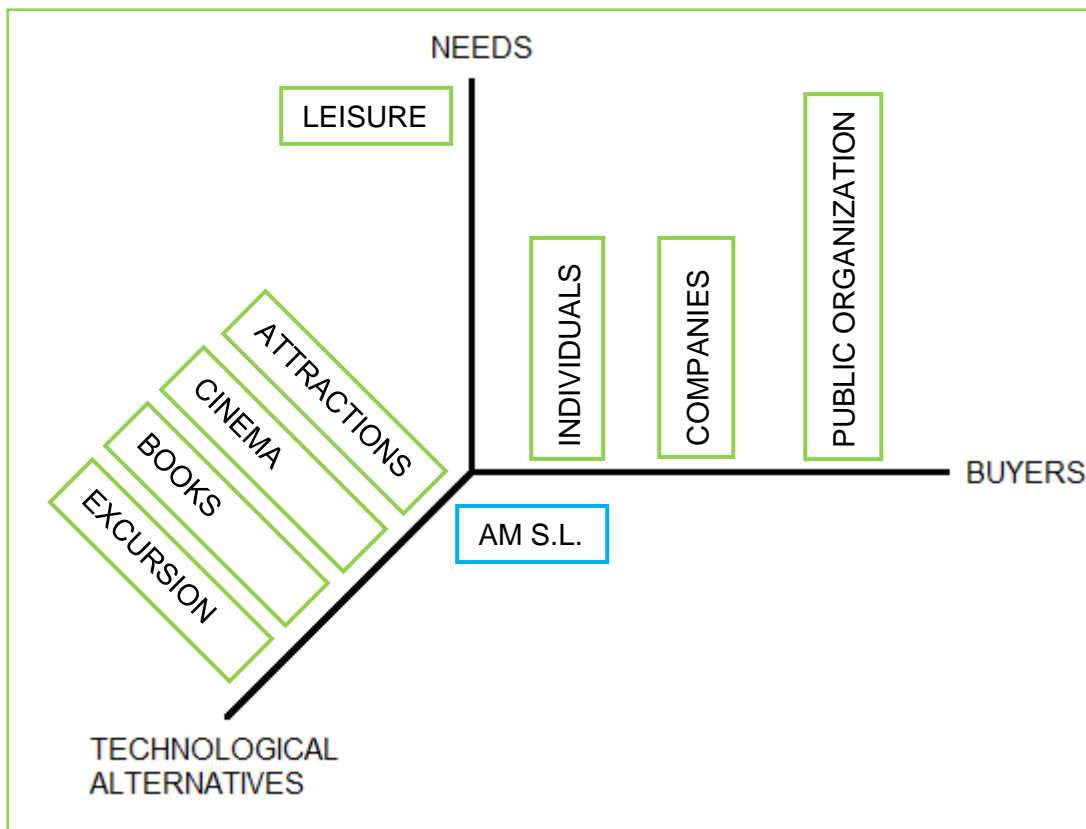 NEEDS
LEISURE
PUBLIC ORGANIZATION
INDIVIDUALS
COMPANIES
ATTRACTIONS
CINEMA
BOOKS
EXCURSION
BUYERS
AM S.L.
TECHNOLOGICAL
ALTERNATIVES